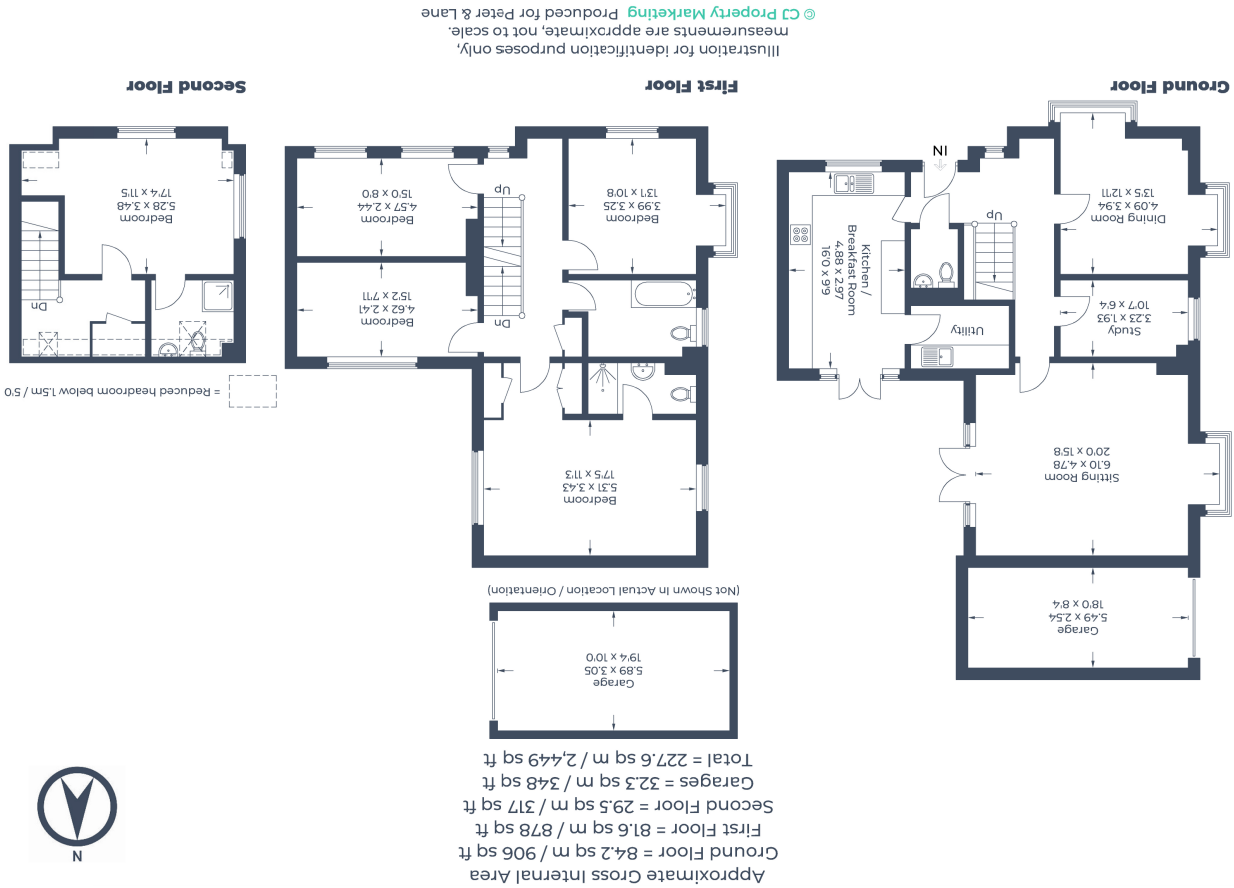 Approximate Gross Internal Area
Ground Floor = 84.2 sq m / 906 sq ft
First Floor = 81.6 sq m / 878 sq ft
Second Floor = 29.5 sq m / 317 sq ft
Garages = 32.3 sq m / 348 sq ft
Total = 227.6 sq m / 2,449 sq ft
N
Garage
5.49 x 2.54
18'0 x 8'4
Sitting Room
6.10 x 4.78
20'0 x 15'8
Study
3.23 x 1.93
10'7 x 6'4
Utility
Kitchen /
Breakfast Room
4.88 x 2.97
16'0 x 9'9
Dining Room
4.09 x 3.94
13'5 x 12'11
Up
IN
Ground Floor
Garage
5.89 x 3.05
19'4 x 10'0
(Not Shown In Actual Location / Orientation)
Bedroom
5.31 x 3.43
17'5 x 11'3
Dn
Bedroom
4.62 x 2.41
15'2 x 7'11
Bedroom
3.99 x 3.25
13'1 x 10'8
Up
Bedroom
4.57 x 2.44
15'0 x 8'0
First Floor
= Reduced headroom below 1.5m / 5'0
Dn
Bedroom
5.28 x 3.48
17'4 x 11'5
Second Floor
Illustration for identification purposes only,
measurements are approximate, not to scale.
© CJ Property Marketing Produced for Peter & Lane